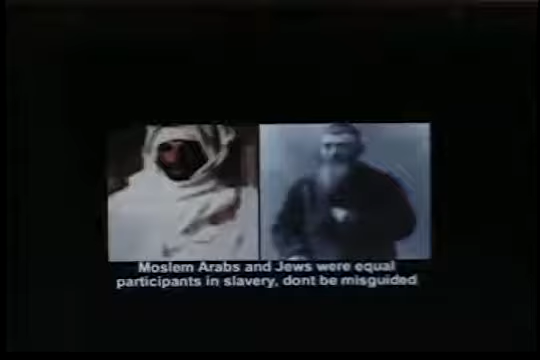 Moslem Arabs and Jews were equal
participants in slavery, dont be misguided